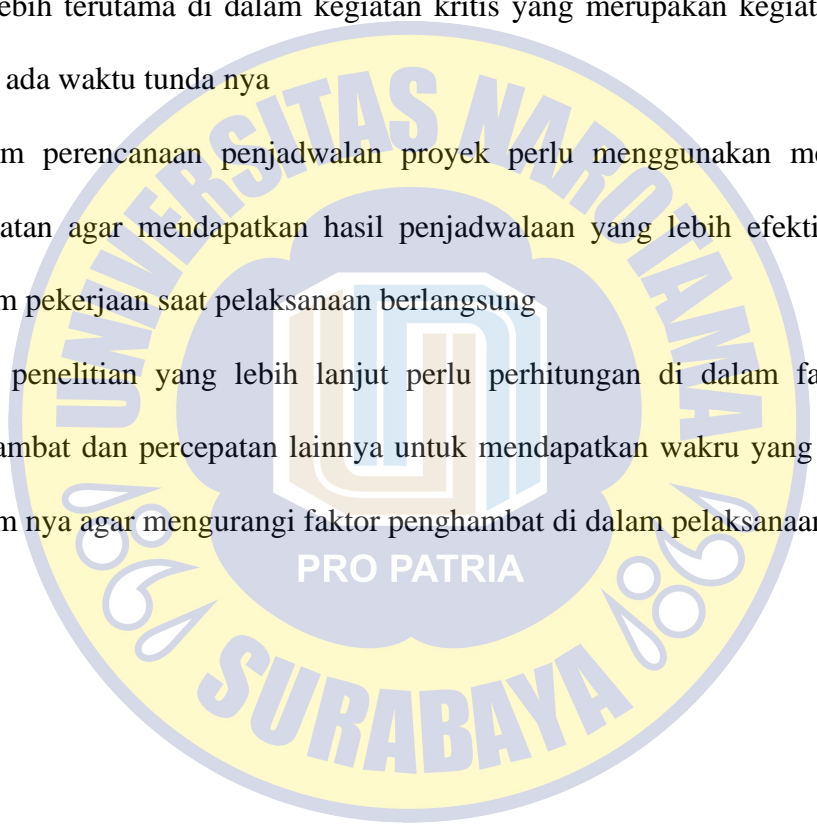 ebih terutama di dalam kegiatan kritis yang merupakan kegiat
ada waktu tunda nya
m perencanaan penjadwalan proyek perlu menggunakan me
atan agar mendapatkan hasil penjadwalaan yang lebih efekti
m pekerjaan saat pelaksanaan berlangsung
penelitian yang lebih lanjut perlu perhitungan di dalam fa
ambat dan percepatan lainnya untuk mendapatkan wakru yang
m nya agar mengurangi faktor penghambat di dalam pelaksanaan
UNIVERSITAS NAROTAMA
PRO PATRIA
SURABAYA